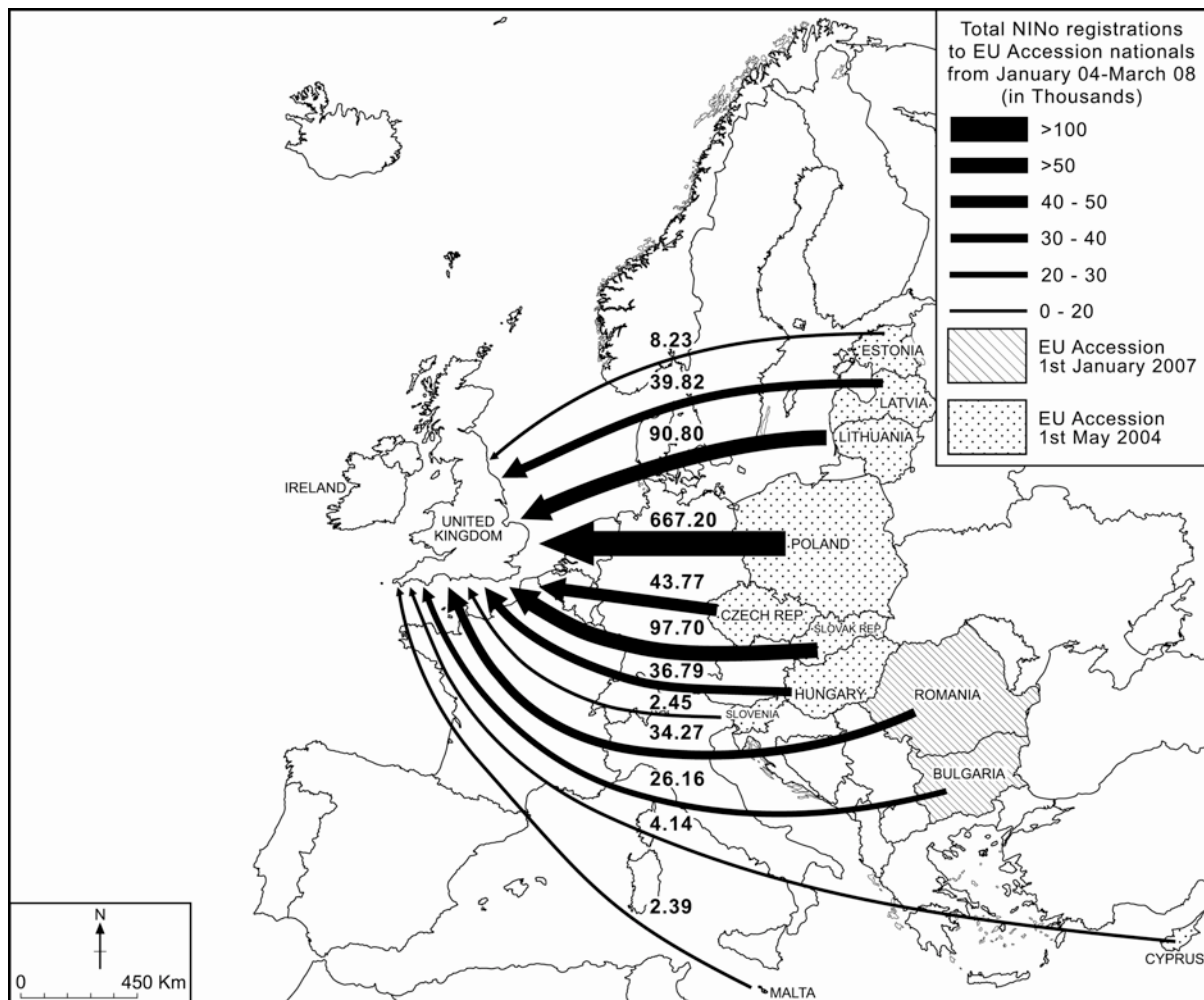 Total NINo registrations
to EU Accession nationals
from January 04-March 08
(in Thousands)
>100
>50
40 - 50
30 - 40
20 - 30
0 - 20
EU Accession
1st January 2007
EU Accession
1st May 2004
8.23
ESTONIA
39.82
LATVIA
90.80
LITHUANIA
IRELAND
UNITED
KINGDOM
667.20
POLAND
43.77
CZECH REP
97.70
SLOVAK REP
36.79
HUNGARY
ROMANIA
2.45
SLOVENIA
34.27
26.16
BULGARIA
4.14
2.39
CYPRUS
MALTA
N
0 450 Km